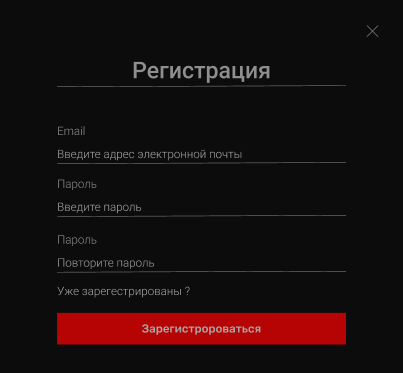 Регистрация
Email
Введите адрес электронной почты
Пароль
Введите пароль
Пароль
Повторите пароль
Уже зарегестрированы ?
Зарегистророваться